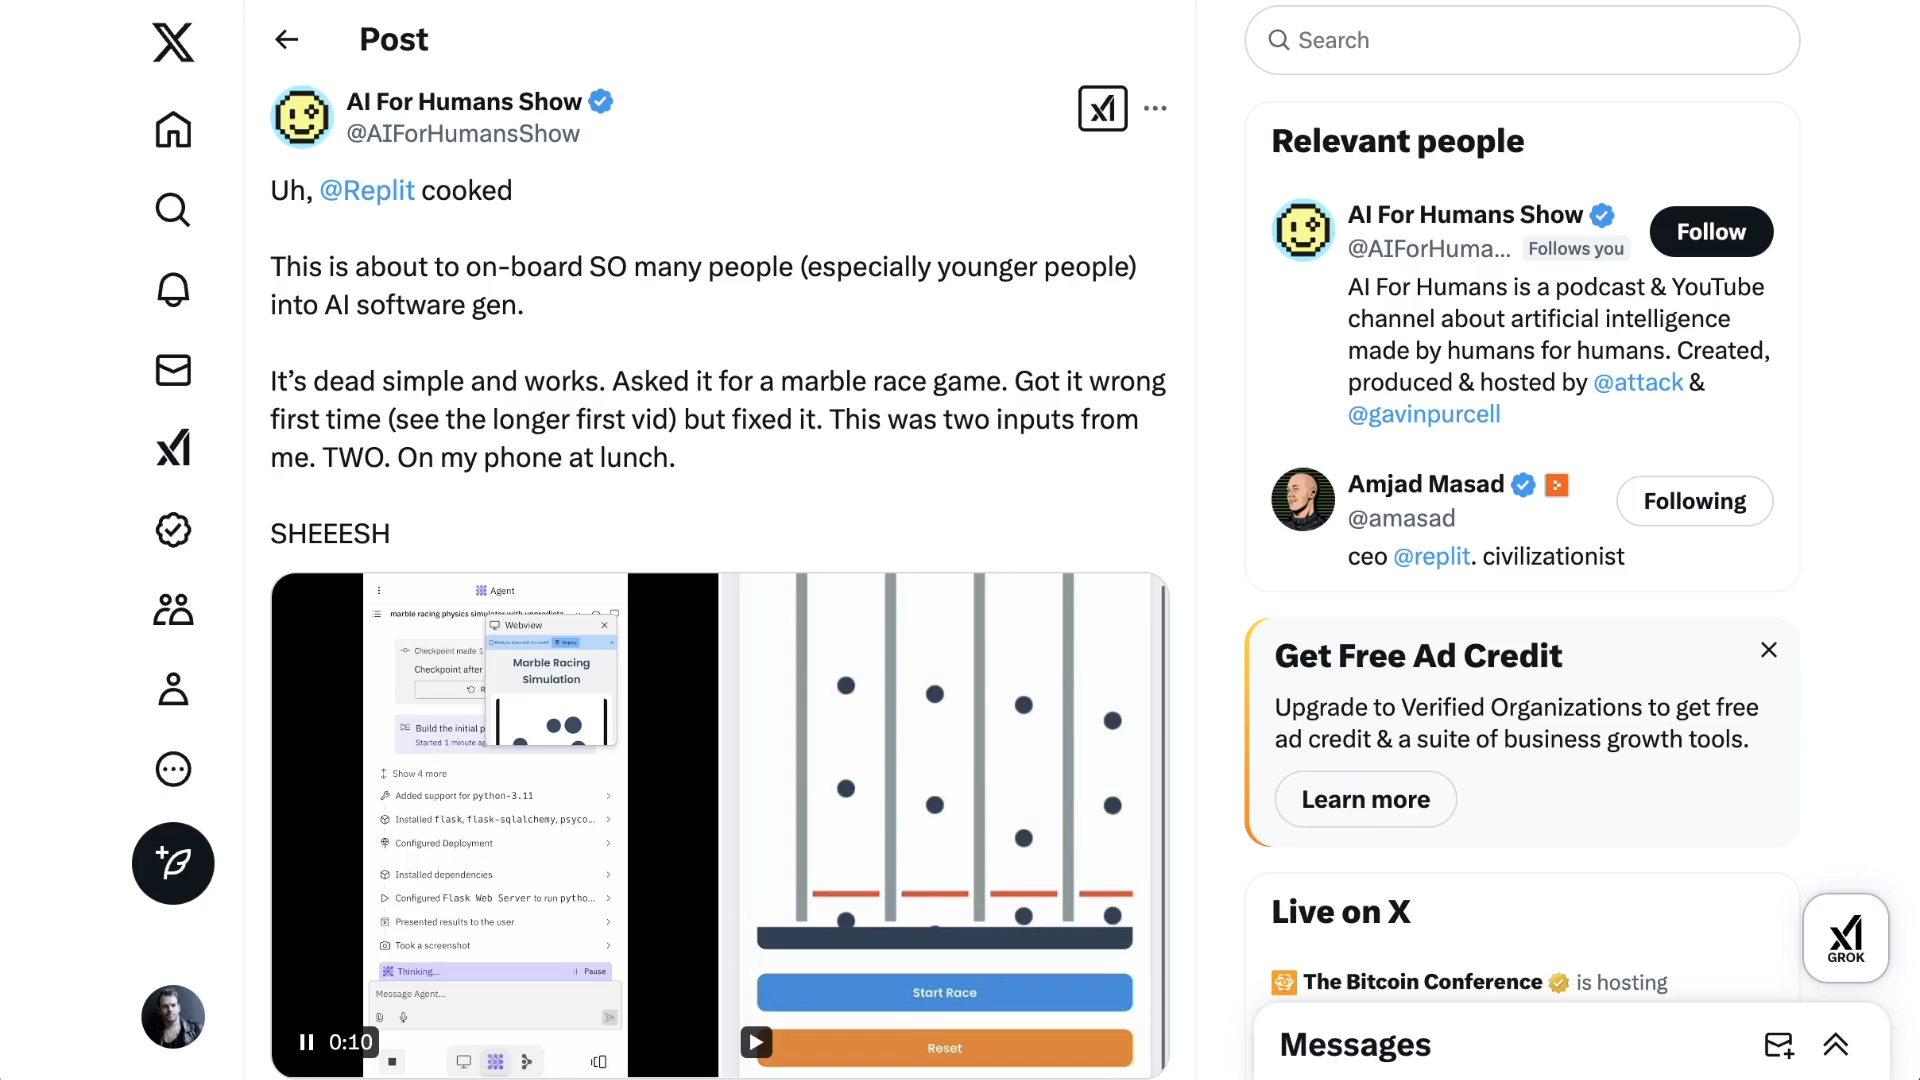 Post
AI For Humans Show
@AIForHumansShow
Uh, @Replit cooked
This is about to on-board SO many people (especially younger people)
into AI software gen.
It’s dead simple and works. Asked it for a marble race game. Got it wrong
first time (see the longer first vid) but fixed it. This was two inputs from
me. TWO. On my phone at lunch.
SHEEESH
Agent
marble racing physics simulator with
Webview
Deploy
Marble Racing
Simulation
Checkpoint made 1
Checkpoint after
R
Build the initial p
Started 1 minute ag
Show 4 more
Added support for python-3.11
Installed flask, flask-sqlalchemy, psyco...
Configured Deployment
Installed dependencies
Configured Flask Web Server to run pytho...
Presented results to the user
Took a screenshot
Thinking...
Pause
Message Agent...
0:10
Start Race
Reset
Search
Relevant people
AI For Humans Show
Follow
@AIForHuma... Follows you
AI For Humans is a podcast & YouTube
channel about artificial intelligence
made by humans for humans. Created,
produced & hosted by @attack &
@gavinpurcell
Amjad Masad
Following
@amasad
ceo @replit. civilizationist
Get Free Ad Credit
Upgrade to Verified Organizations to get free
ad credit & a suite of business growth tools.
Learn more
Live on X
The Bitcoin Conference is hosting
GROK
Messages